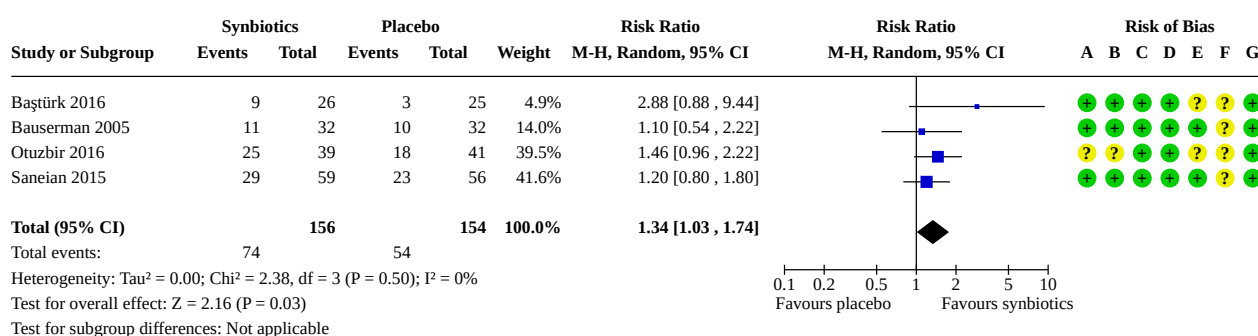 Synbiotics Placebo Risk Ratio Risk Ratio Risk of Bias
Study or Subgroup Events Total Events Total Weight M-H, Random, 95% CI M-H, Random, 95% CI A B C D E F G
Baştürk 2016 9 26 3 25 4.9% 2.88 [0.88 , 9.44] + + + + ? ? +
Bauserman 2005 11 32 10 32 14.0% 1.10 [0.54 , 2.22] + + + + + ? +
Otuzbir 2016 25 39 18 41 39.5% 1.46 [0.96 , 2.22] ? ? + + ? ? +
Saneian 2015 29 59 23 56 41.6% 1.20 [0.80 , 1.80] + + + + + ? +
Total (95% CI) 156 154 100.0% 1.34 [1.03 , 1.74]
Total events: 74 54
Heterogeneity: Tau² = 0.00; Chi² = 2.38, df = 3 (P = 0.50); I² = 0%
0.1 0.2 0.5 1 2 5 10
Test for overall effect: Z = 2.16 (P = 0.03) Favours placebo Favours synbiotics
Test for subgroup differences: Not applicable